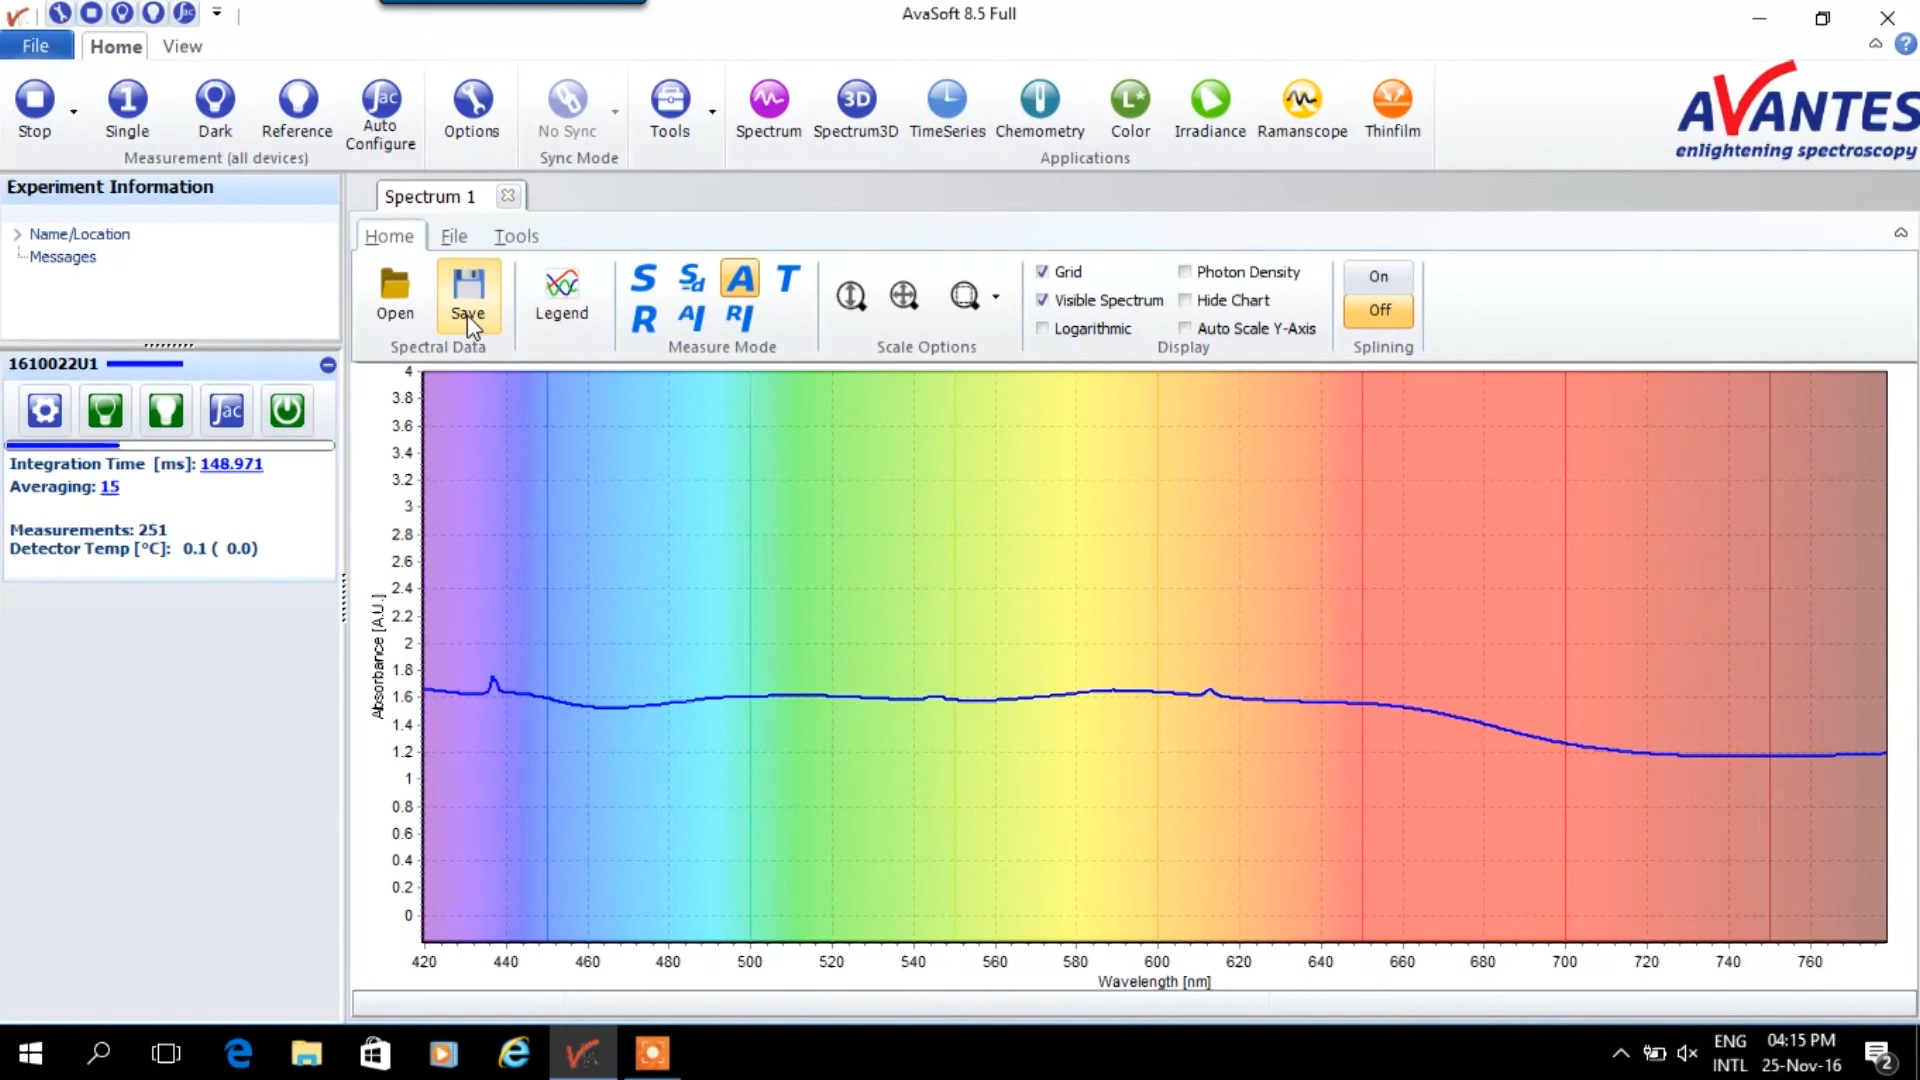 AvaSoft 8.5 Full
File Home View
Stop Single Dark Reference Auto Configure Options No Sync Tools Spectrum Spectrum3D TimeSeries Chemometry Color Irradiance Ramanscope Thinfilm
Measurement (all devices) Sync Mode Applications
AVANTES
enlightening spectroscopy
Experiment Information
Name/Location
Messages
1610022U1
Integration Time [ms]: 148.971
Averaging: 15
Measurements: 251
Detector Temp [°C]: 0.1 ( 0.0)
Spectrum 1
Home File Tools
Open Save Legend
S Sd A T
R AI RI
Grid Photon Density
Visible Spectrum Hide Chart
Logarithmic Auto Scale Y-Axis
On
Off
Spectral Data Measure Mode Scale Options Display Splining
4
3.8
3.6
3.4
3.2
3
2.8
2.6
2.4
2.2
2
1.8
1.6
1.4
1.2
1
0.8
0.6
0.4
0.2
0
Absorbance [A.U.]
420 440 460 480 500 520 540 560 580 600 620 640 660 680 700 720 740 760
Wavelength [nm]
ENG 04:15 PM
INTL 25-Nov-16
2